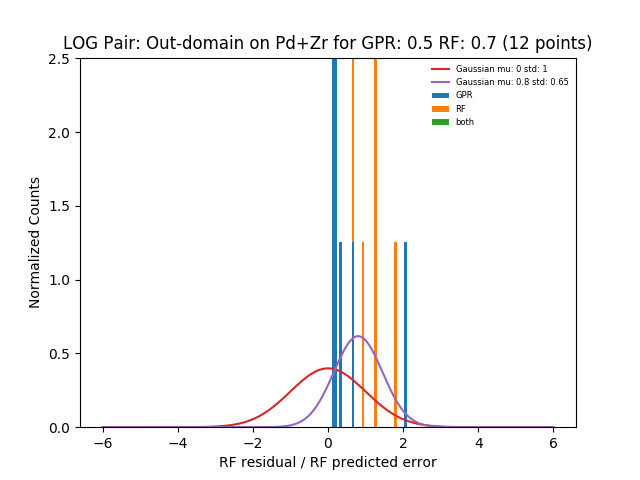 LOG Pair: Out-domain on Pd+Zr for GPR: 0.5 RF: 0.7 (12 points)
Gaussian mu: 0 std: 1
Gaussian mu: 0.8 std: 0.65
GPR
RF
both
Normalized Counts
2.5
2.0
1.5
1.0
0.5
0.0
−6 −4 −2 0 2 4 6
RF residual / RF predicted error